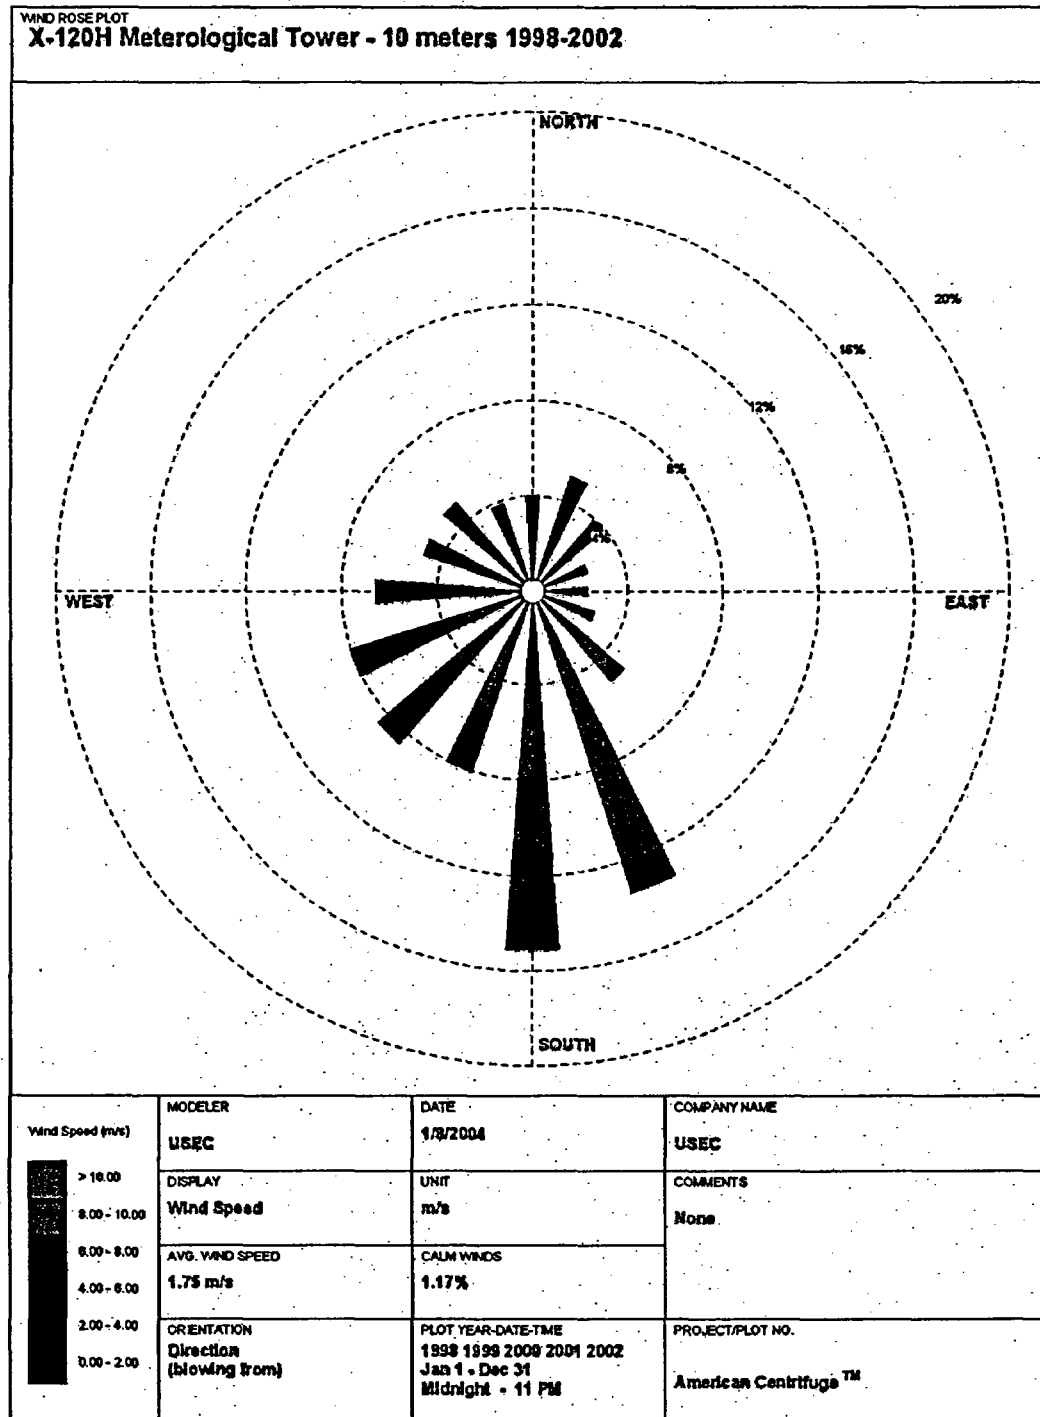 WIND ROSE PLOT
X-120H Meterological Tower - 10 meters 1998-2002
NORTH
20%
16%
12%
8%
4%
WEST
EAST
SOUTH
Wind Speed (m/s)
> 10.00
8.00 - 10.00
6.00 - 8.00
4.00 - 6.00
2.00 - 4.00
0.00 - 2.00
MODELER
USEC
DATE
1/8/2004
COMPANY NAME
USEC
DISPLAY
Wind Speed
UNIT
m/s
COMMENTS
None
AVG. WIND SPEED
1.75 m/s
CALM WINDS
1.17%
ORIENTATION
Direction
(blowing from)
PLOT YEAR-DATE-TIME
1998 1999 2000 2001 2002
Jan 1 - Dec 31
Midnight - 11 PM
PROJECT/PLOT NO.
American Centrifuge TM